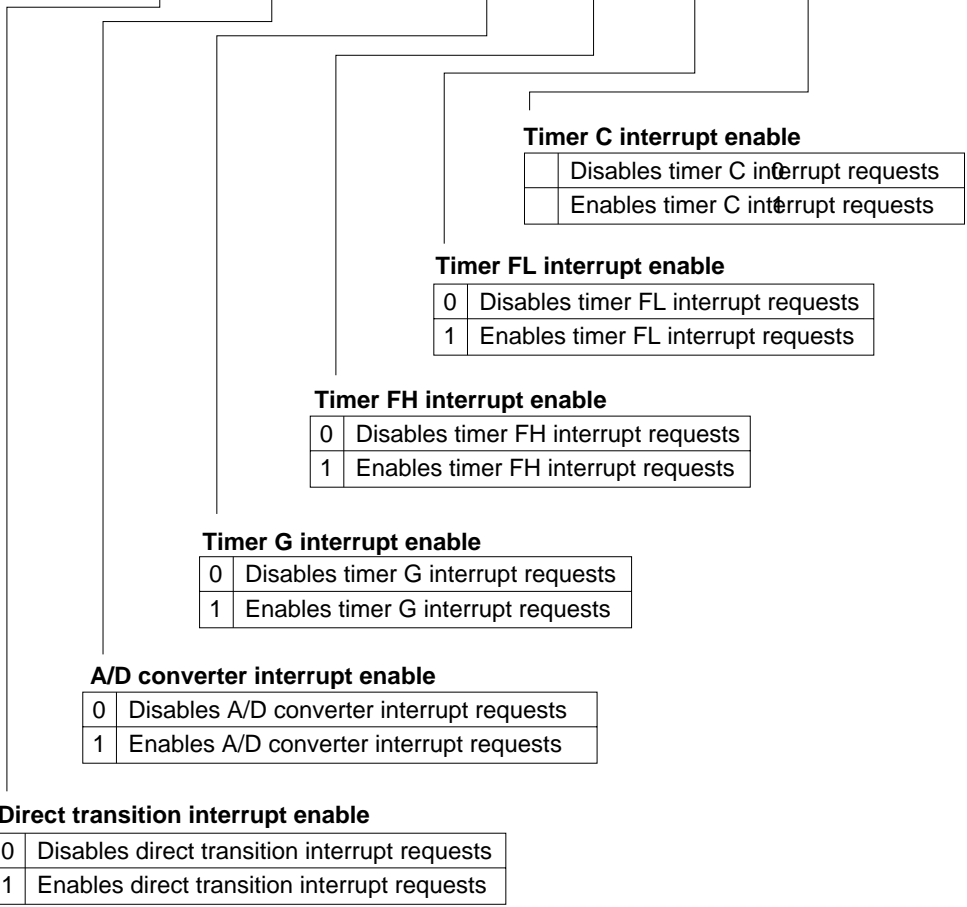 Timer C interrupt enable
0 Disables timer C interrupt requests
1 Enables timer C interrupt requests
Timer FL interrupt enable
0 Disables timer FL interrupt requests
1 Enables timer FL interrupt requests
Timer FH interrupt enable
0 Disables timer FH interrupt requests
1 Enables timer FH interrupt requests
Timer G interrupt enable
0 Disables timer G interrupt requests
1 Enables timer G interrupt requests
A/D converter interrupt enable
0 Disables A/D converter interrupt requests
1 Enables A/D converter interrupt requests
Direct transition interrupt enable
0 Disables direct transition interrupt requests
1 Enables direct transition interrupt requests